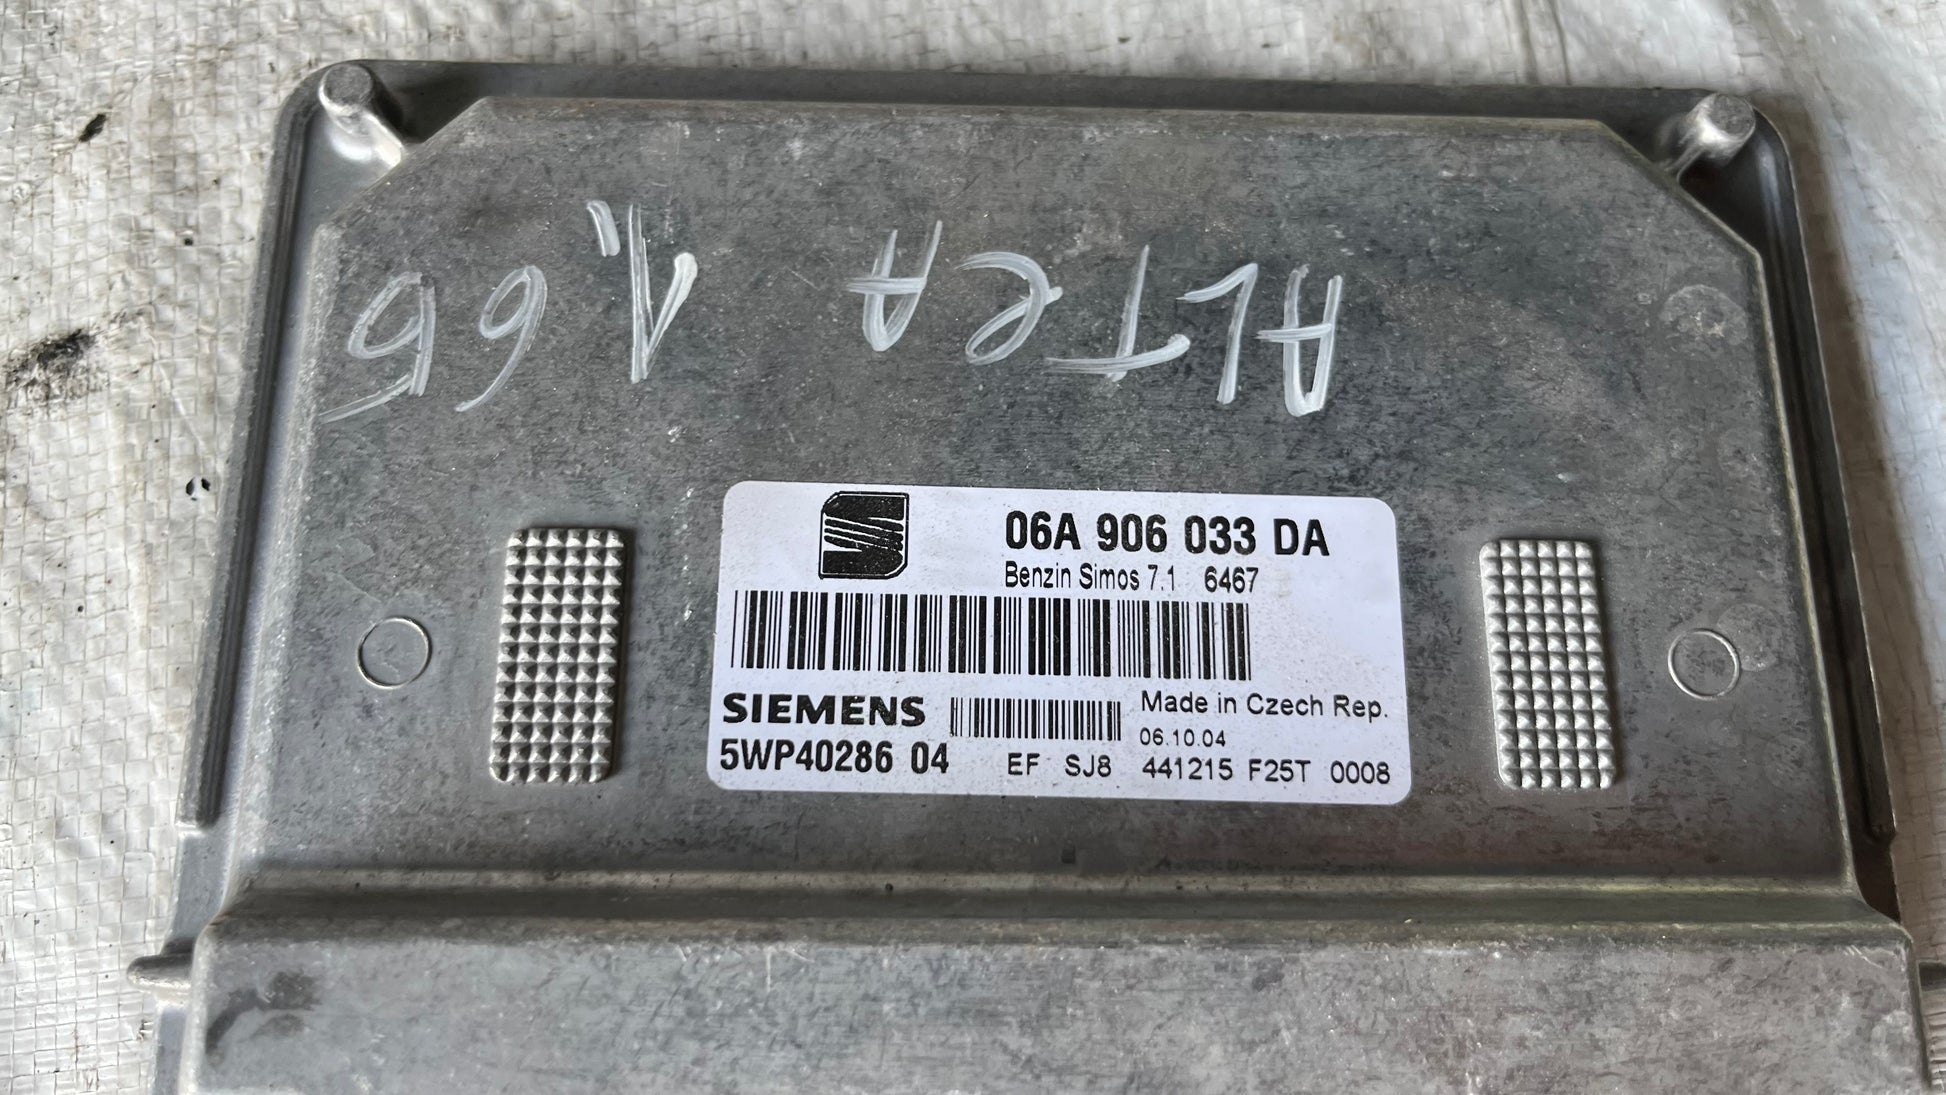 ALTeA 1,6Б
06A 906 033 DA
Benzin Simos 7.1 6467
SIEMENS
Made in Czech Rep.
06.10.04
5WP40286 04
EF SJ8 441215 F25T 0008